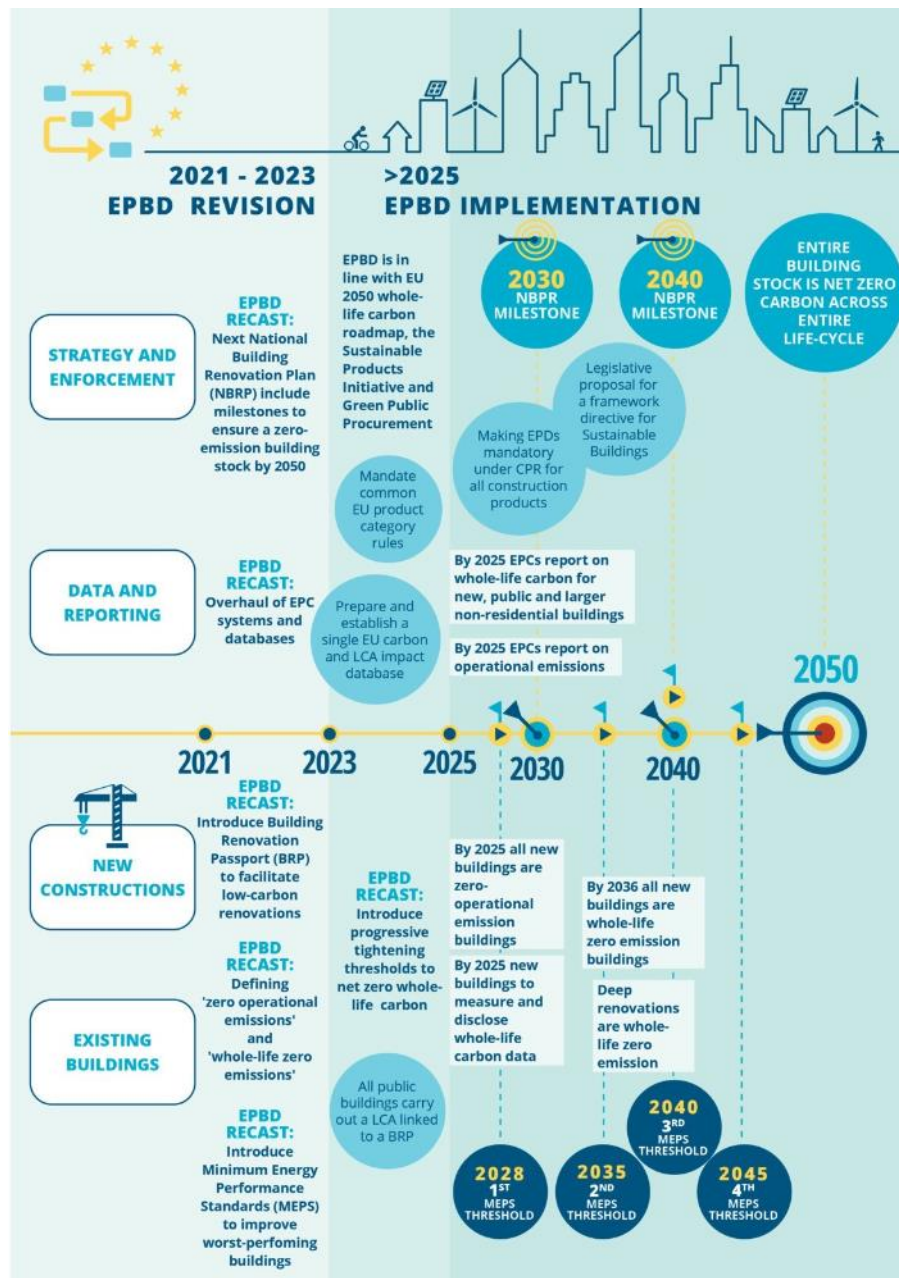 2021 - 2023
EPBD REVISION
>2025
EPBD IMPLEMENTATION
STRATEGY AND
ENFORCEMENT
EPBD
RECAST:
Next National
Building
Renovation Plan
(NBRP) include
milestones to
ensure a zero-
emission building
stock by 2050
EPBD is in
line with EU
2050 whole-
life carbon
roadmap, the
Sustainable
Products
Initiative and
Green Public
Procurement
2030
NBPR
MILESTONE
2040
NBPR
MILESTONE
ENTIRE
BUILDING
STOCK IS NET ZERO
CARBON ACROSS
ENTIRE
LIFE-CYCLE
Legislative
proposal for
a framework
directive for
Sustainable
Buildings
Making EPDs
mandatory
under CPR for
all construction
products
Mandate
common
EU product
category
rules
DATA AND
REPORTING
EPBD
RECAST:
Overhaul of EPC
systems and
databases
Prepare and
establish a
single EU carbon
and LCA impact
database
By 2025 EPCs report on
whole-life carbon for
new, public and larger
non-residential buildings
By 2025 EPCs report on
operational emissions
2050
2021
2023
2025
2030
2040
NEW
CONSTRUCTIONS
EPBD
RECAST:
Introduce Building
Renovation
Passport (BRP)
to facilitate
low-carbon
renovations
EPBD
RECAST:
Introduce
progressive
tightening
thresholds to
net zero whole-
life carbon
By 2025 all new
buildings are
zero-
operational
emission
buildings
By 2025 new
buildings to
measure and
disclose
whole-life
carbon data
By 2036 all new
buildings are
whole-life
zero emission
buildings
Deep
renovations
are whole-
life zero
emission
EXISTING
BUILDINGS
EPBD
RECAST:
Defining
'zero operational
emissions'
and
'whole-life zero
emissions'
EPBD
RECAST:
Introduce
Minimum Energy
Performance
Standards (MEPS)
to improve
worst-perfoming
buildings
All public
buildings carry
out a LCA linked
to a BRP
2028
1ST
MEPS
THRESHOLD
2035
2ND
MEPS
THRESHOLD
2040
3RD
MEPS
THRESHOLD
2045
4TH
MEPS
THRESHOLD